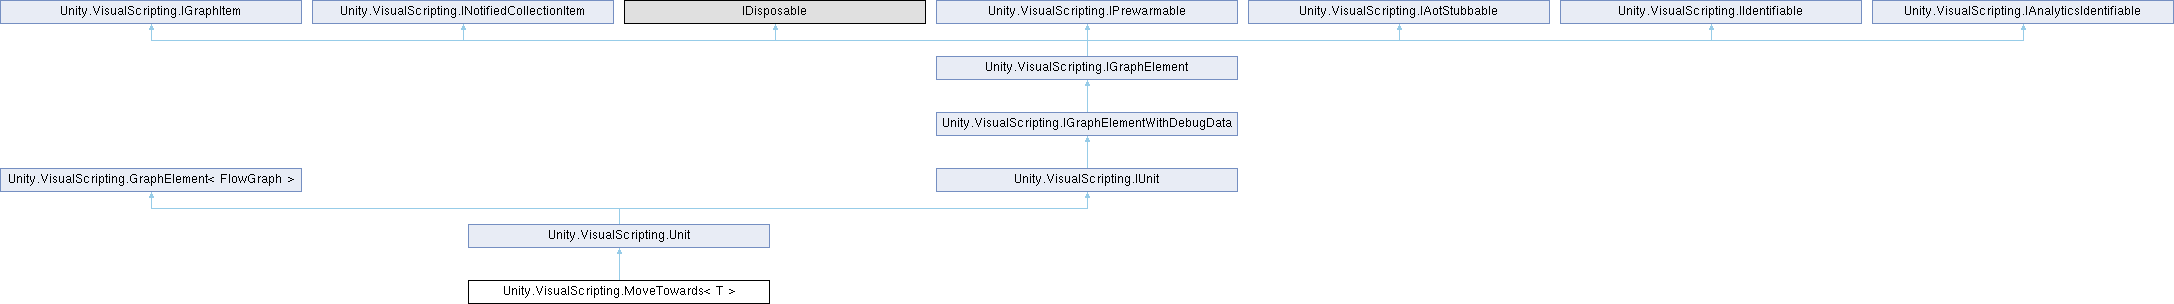 Unity.VisualScripting.IGraphItem
Unity.VisualScripting.INotifiedCollectionItem
IDisposable
Unity.VisualScripting.IPrewarmable
Unity.VisualScripting.IAotStubbable
Unity.VisualScripting.IIdentifiable
Unity.VisualScripting.IAnalyticsIdentifiable
Unity.VisualScripting.IGraphElement
Unity.VisualScripting.IGraphElementWithDebugData
Unity.VisualScripting.GraphElement< FlowGraph >
Unity.VisualScripting.IUnit
Unity.VisualScripting.Unit
Unity.VisualScripting.MoveTowards< T >